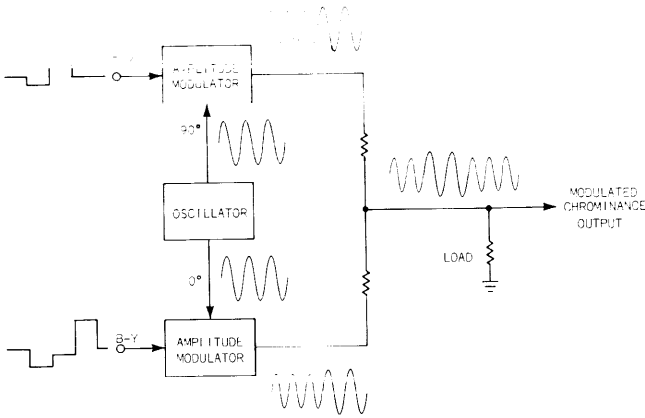 AMPLITUDE
MODULATOR
90°
OSCILLATOR
0°
B-Y
AMPLITUDE
MODULATOR
LOAD
MODULATED
CHROMINANCE
OUTPUT